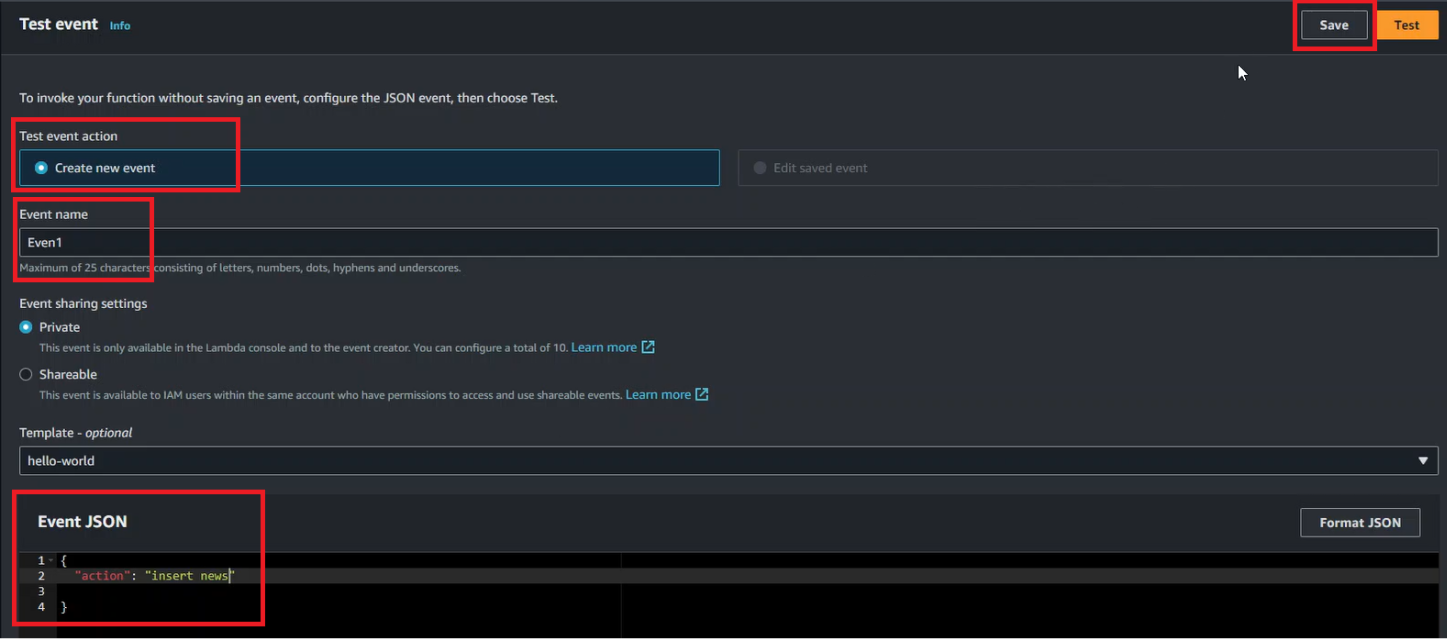 Test event Info Save Test
To invoke your function without saving an event, configure the JSON event, then choose Test.
Test event action
Create new event Edit saved event
Event name
Even1
Maximum of 25 characters consisting of letters, numbers, dots, hyphens and underscores.
Event sharing settings
Private
This event is only available in the Lambda console and to the event creator. You can configure a total of 10. Learn more
Shareable
This event is available to IAM users within the same account who have permissions to access and use shareable events. Learn more
Template - optional
hello-world
Event JSON Format JSON
1 {
2 "action": "insert news"
3
4 }